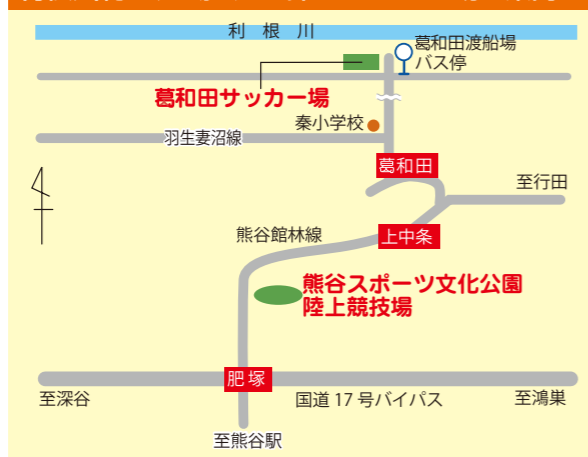 利根川
葛和田渡船場
バス停
葛和田サッカー場
秦小学校
羽生妻沼線
葛和田
至行田
上中条
熊谷館林線
熊谷スポーツ文化公園
陸上競技場
肥塚
至深谷
国道17号バイパス
至鴻巣
至熊谷駅